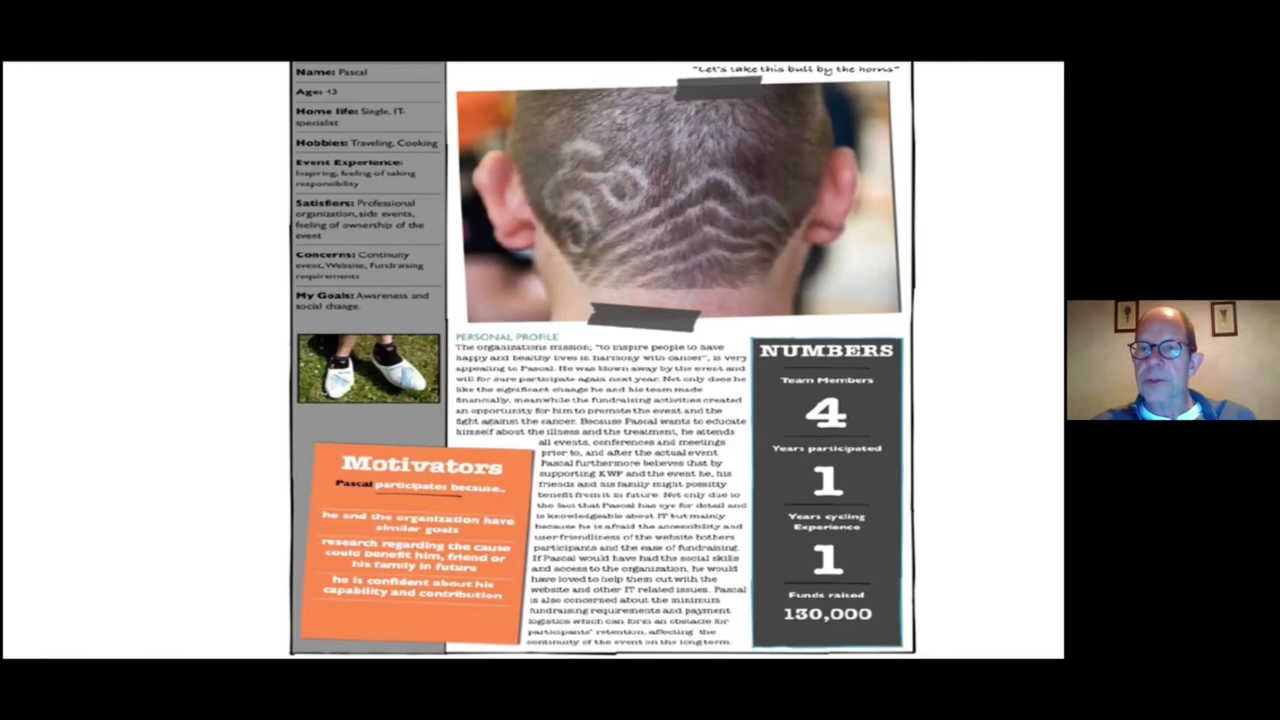 Name: Pascal
Age: 43
Home life: Single, IT-
specialist
Hobbies: Traveling, Cooking
Event Experience:
Inspiring, feeling of taking
responsibility
Satisfiers: Professional
organization, side events,
feeling of ownership of the
event
Concerns: Continuity
event, Website, Fundraising
requirements
My Goals: Awareness and
social change.
"Let's take this bull by the horns"
PERSONAL PROFILE
The organizations mission; "to inspire people to have
happy and healthy lives in harmony with cancer", is very
appealing to Pascal. He was blown away by the event and
will for sure participate again next year. Not only does he
like the significant change he and his team made
financially, meanwhile the fundraising activities created
an opportunity for him to promote the event and the
fight against the cancer. Because Pascal wants to educate
himself about the illness and the treatment, he attends
all events, conferences and meetings
prior to, and after the actual event.
Pascal furthermore believes that by
supporting KWF and the event he, his
friends and his family might possibly
benefit from it in future. Not only due to
the fact that Pascal has eye for detail and
is knowledgeable about IT but mainly
because he is afraid the accessibility and
user friendliness of the website bothers
participants and the ease of fundraising.
If Pascal would have had the social skills
and access to the organization, he would
have loved to help them out with the
website and other IT related issues. Pascal
is also concerned about the minimum
fundraising requirements and payment
logistics which can form an obstacle for
participants' retention, affecting the
continuity of the event on the long term.
Motivators
Pascal participates because..
he and the organization have
similar goals
research regarding the cause
could benefit him, friend or
his family in future
he is confident about his
capability and contribution
NUMBERS
Team Members
4
Years participated
1
Years cycling
Experience
1
Funds raised
130,000